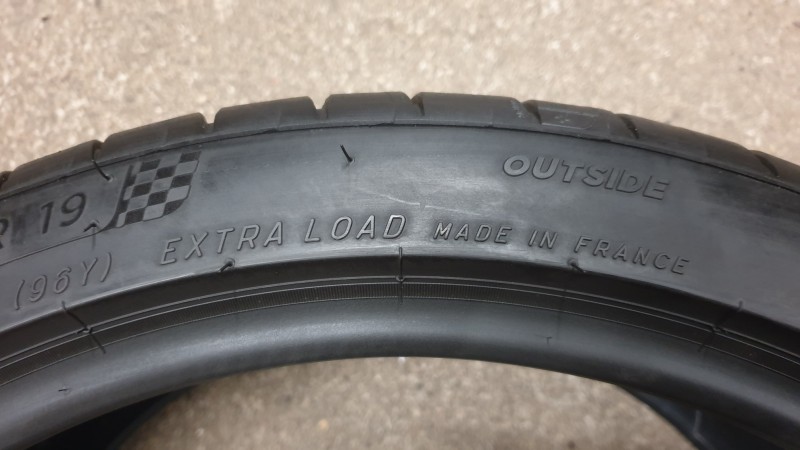 R 19
OUTSIDE
(96Y) EXTRA LOAD MADE IN FRANCE